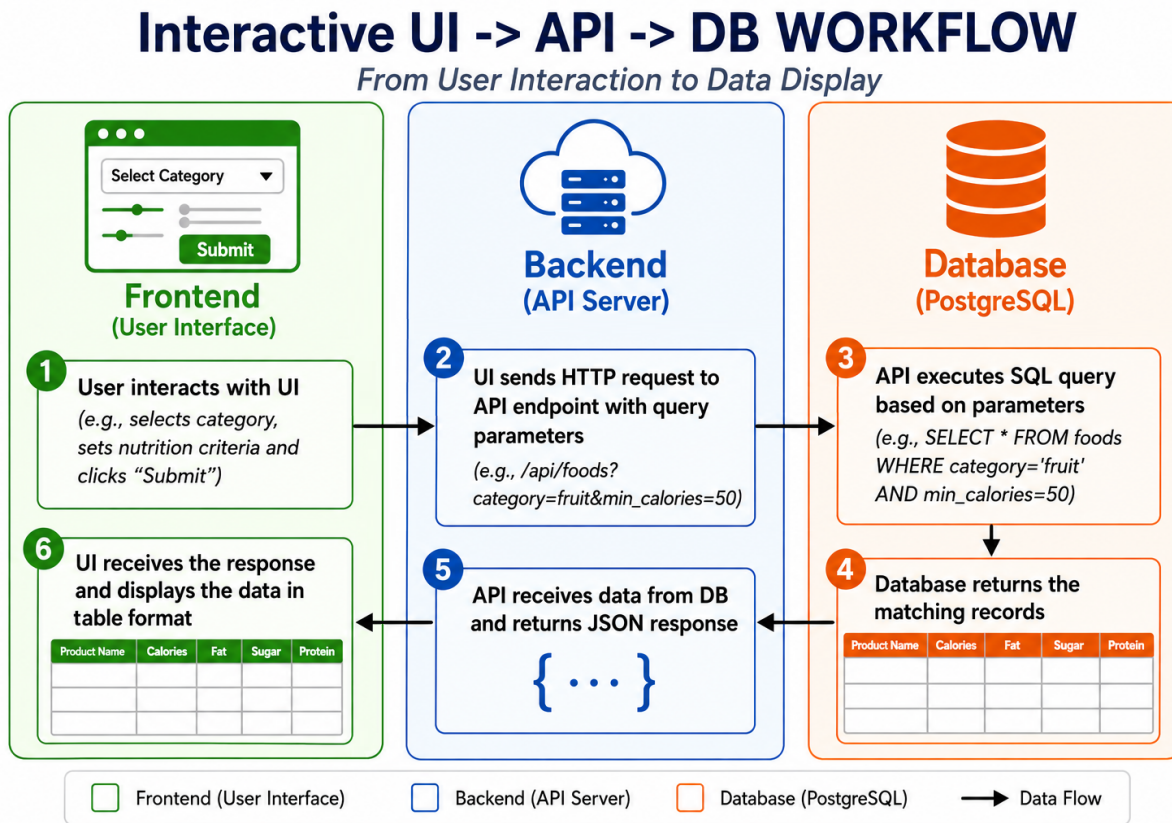 Interactive UI -> API -> DB WORKFLOW
From User Interaction to Data Display
Select Category
Submit
Frontend
(User Interface)
Backend
(API Server)
Database
(PostgreSQL)
1
User interacts with UI
(e.g., selects category,
sets nutrition criteria and
clicks “Submit”)
2
UI sends HTTP request to
API endpoint with query
parameters
(e.g., /api/foods?
category=fruit&min_calories=50)
3
API executes SQL query
based on parameters
(e.g., SELECT * FROM foods
WHERE category='fruit'
AND min_calories=50)
6
UI receives the response
and displays the data in
table format
Product Name Calories Fat Sugar Protein
5
API receives data from DB
and returns JSON response
{ ··· }
4
Database returns the
matching records
Product Name Calories Fat Sugar Protein
Frontend (User Interface) Backend (API Server) Database (PostgreSQL) Data Flow